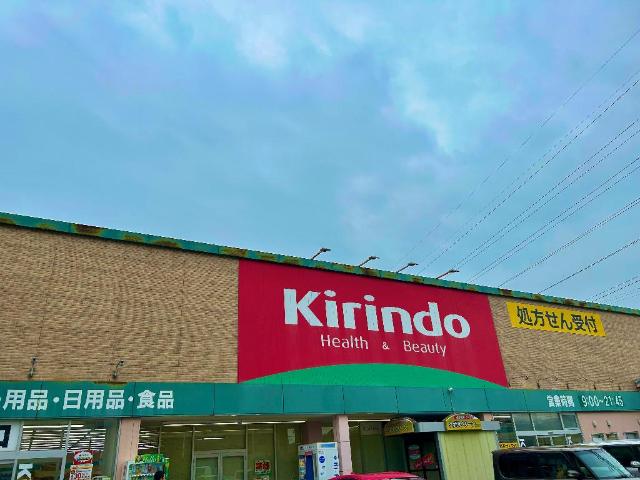 Kirindo
Health & Beauty
処方せん受付
用品・日用品・食品
営業時間 9:00~21:45